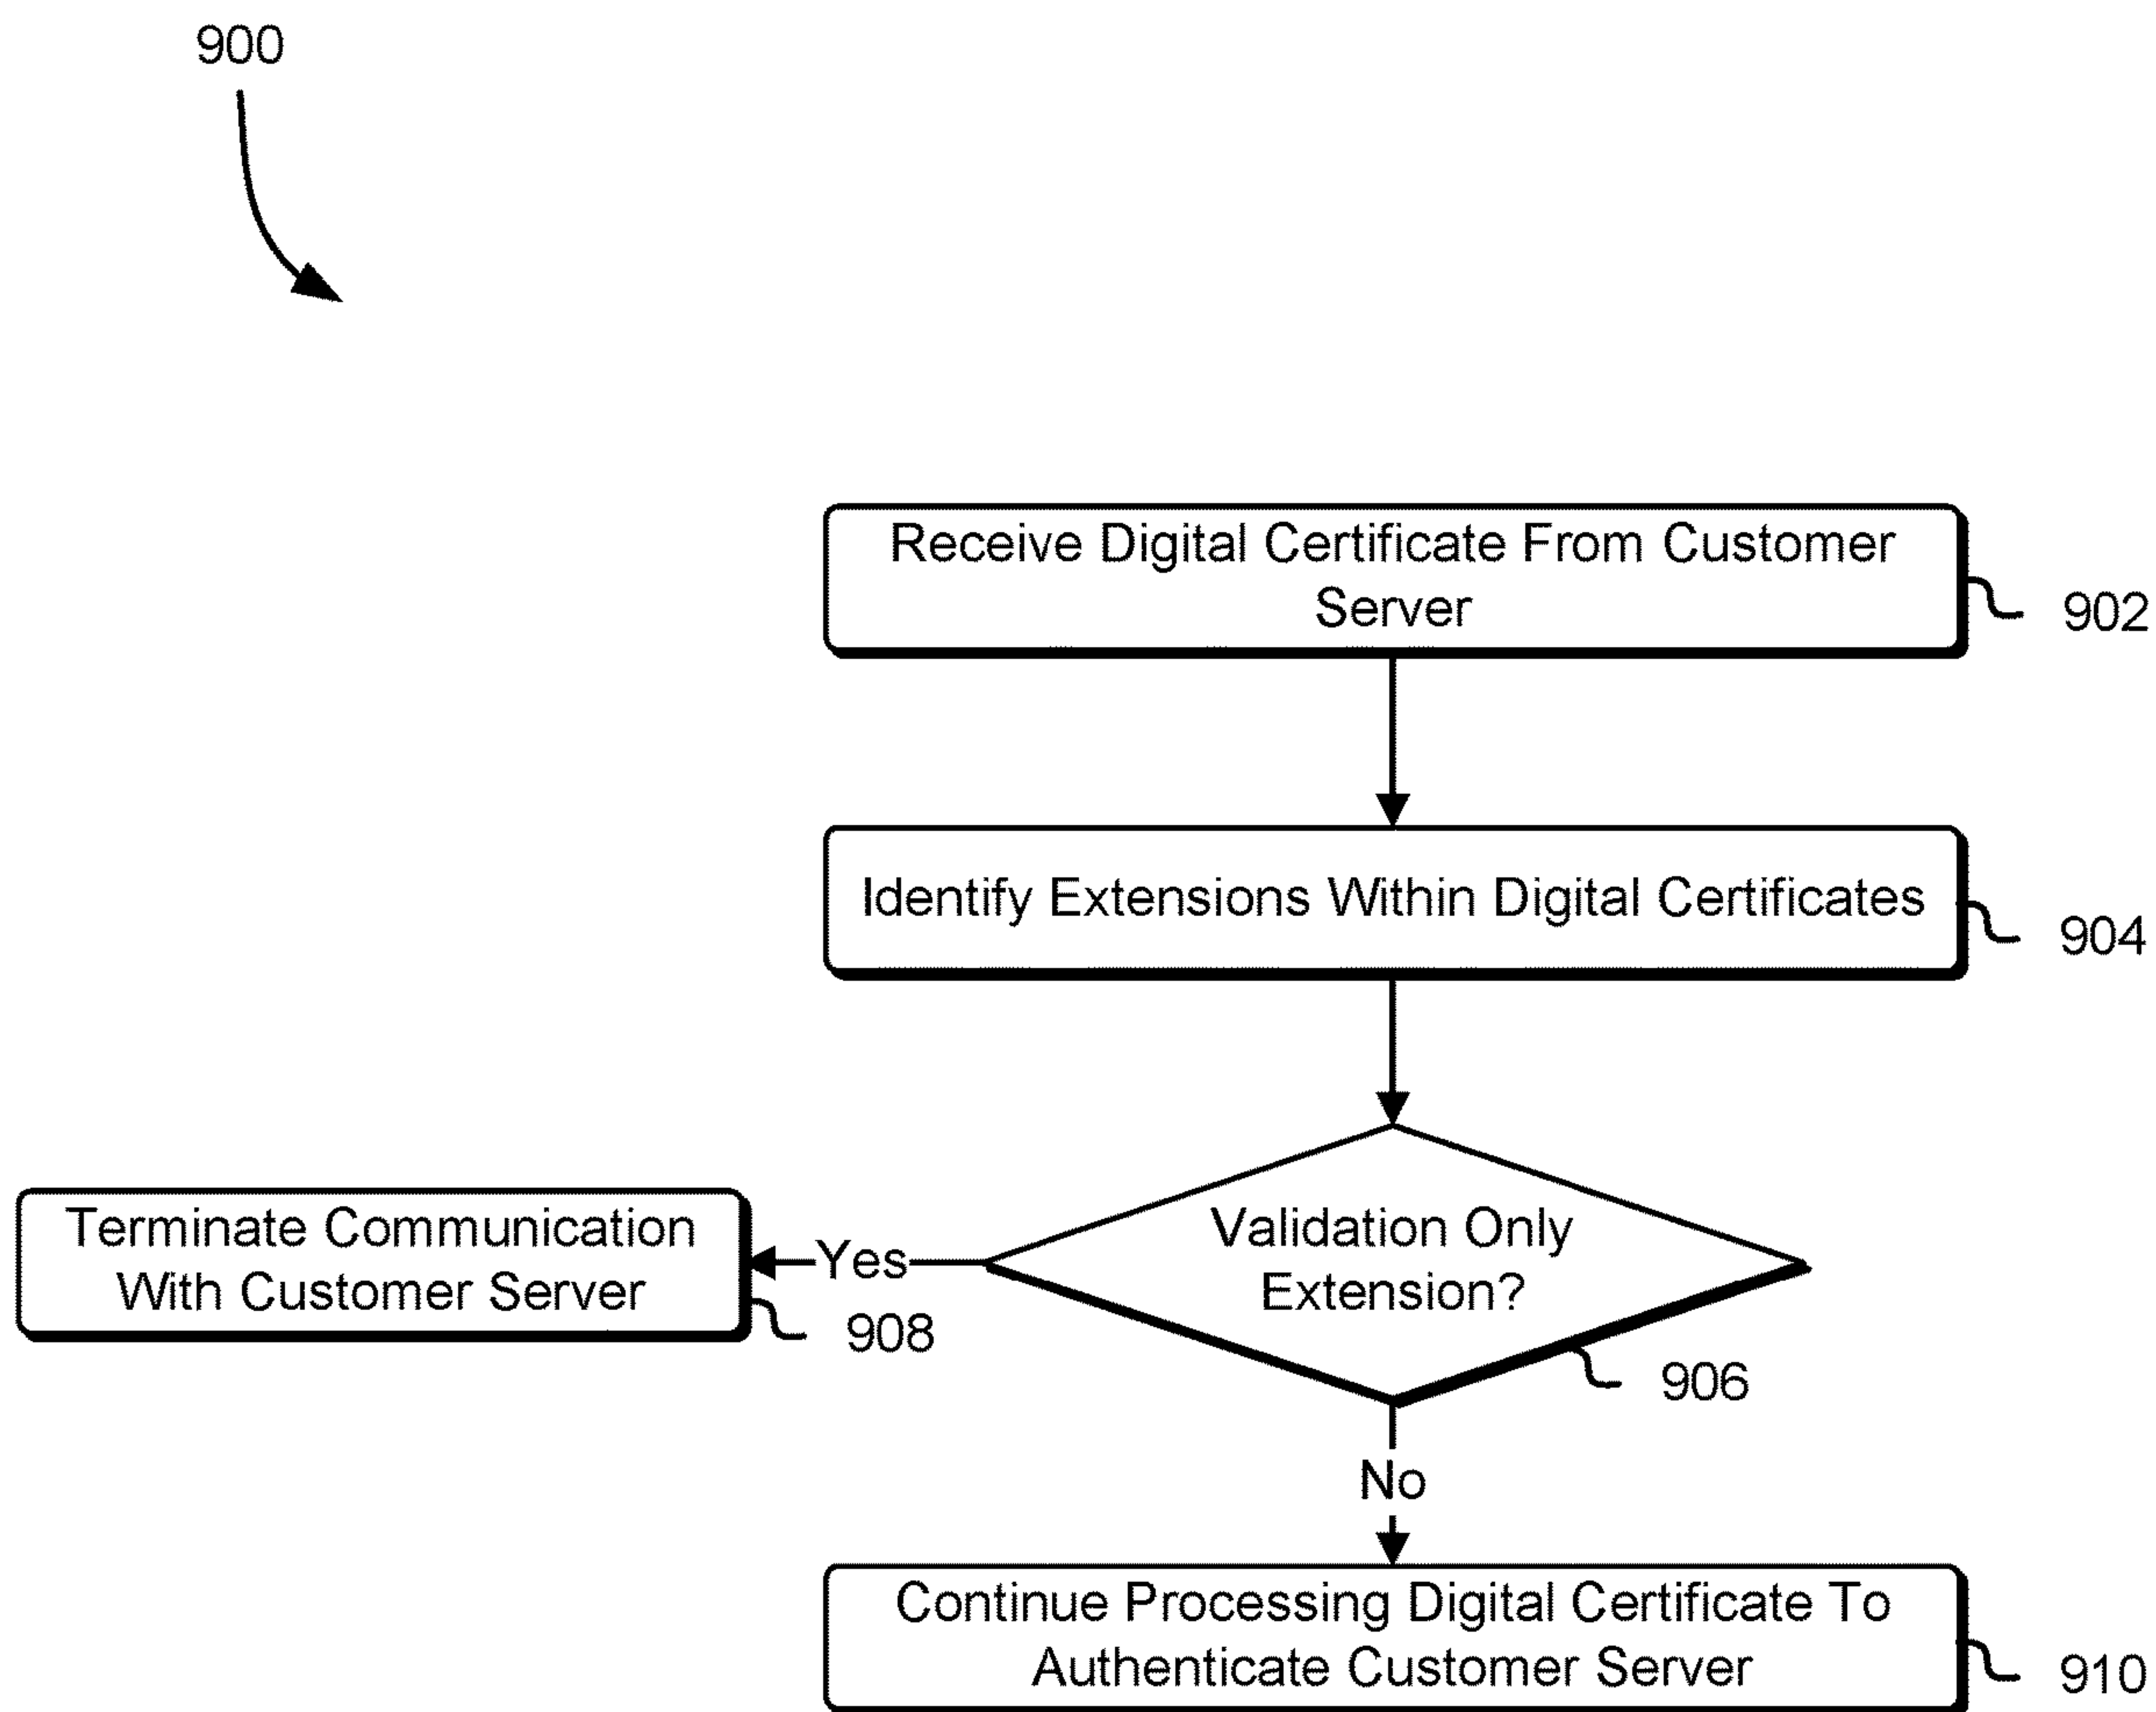 900
Receive Digital Certificate From Customer
Server
902
Identify Extensions Within Digital Certificates
904
Validation Only
Extension?
906
Yes
Terminate Communication
With Customer Server
908
No
Continue Processing Digital Certificate To
Authenticate Customer Server
910